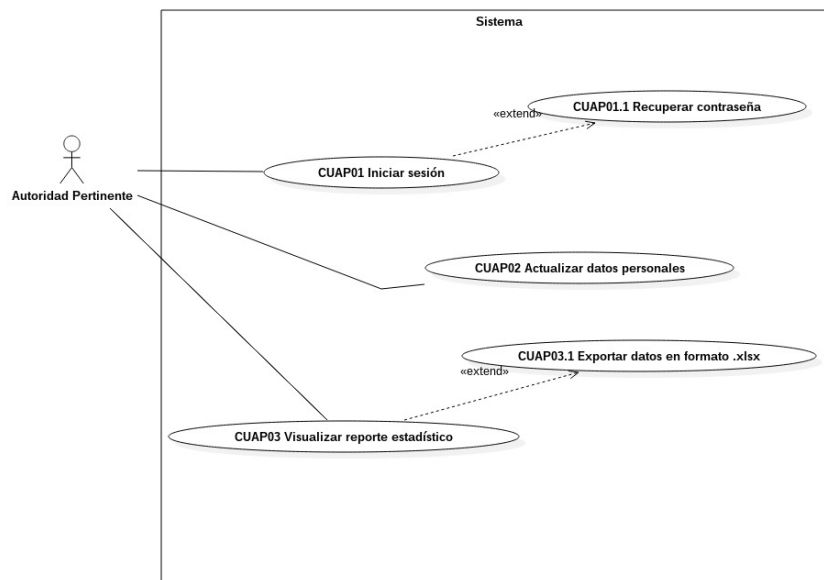 Sistema
CUAP01.1 Recuperar contraseña
«extend»
CUAP01 Iniciar sesión
Autoridad Pertinente
CUAP02 Actualizar datos personales
CUAP03.1 Exportar datos en formato .xlsx
«extend»
CUAP03 Visualizar reporte estadístico